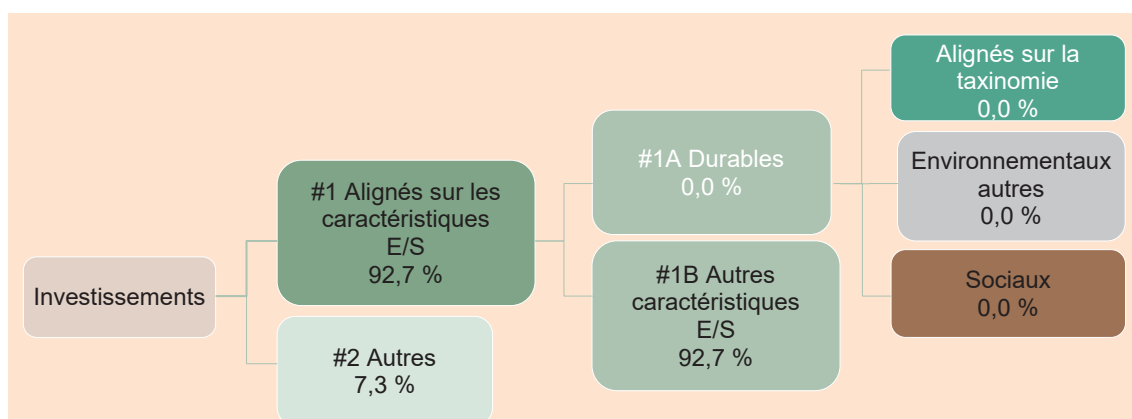 Investissements
#1 Alignés sur les
caractéristiques
E/S
92,7 %
#2 Autres
7,3 %
#1A Durables
0,0 %
#1B Autres
caractéristiques
E/S
92,7 %
Alignés sur la
taxinomie
0,0 %
Environnementaux
autres
0,0 %
Sociaux
0,0 %